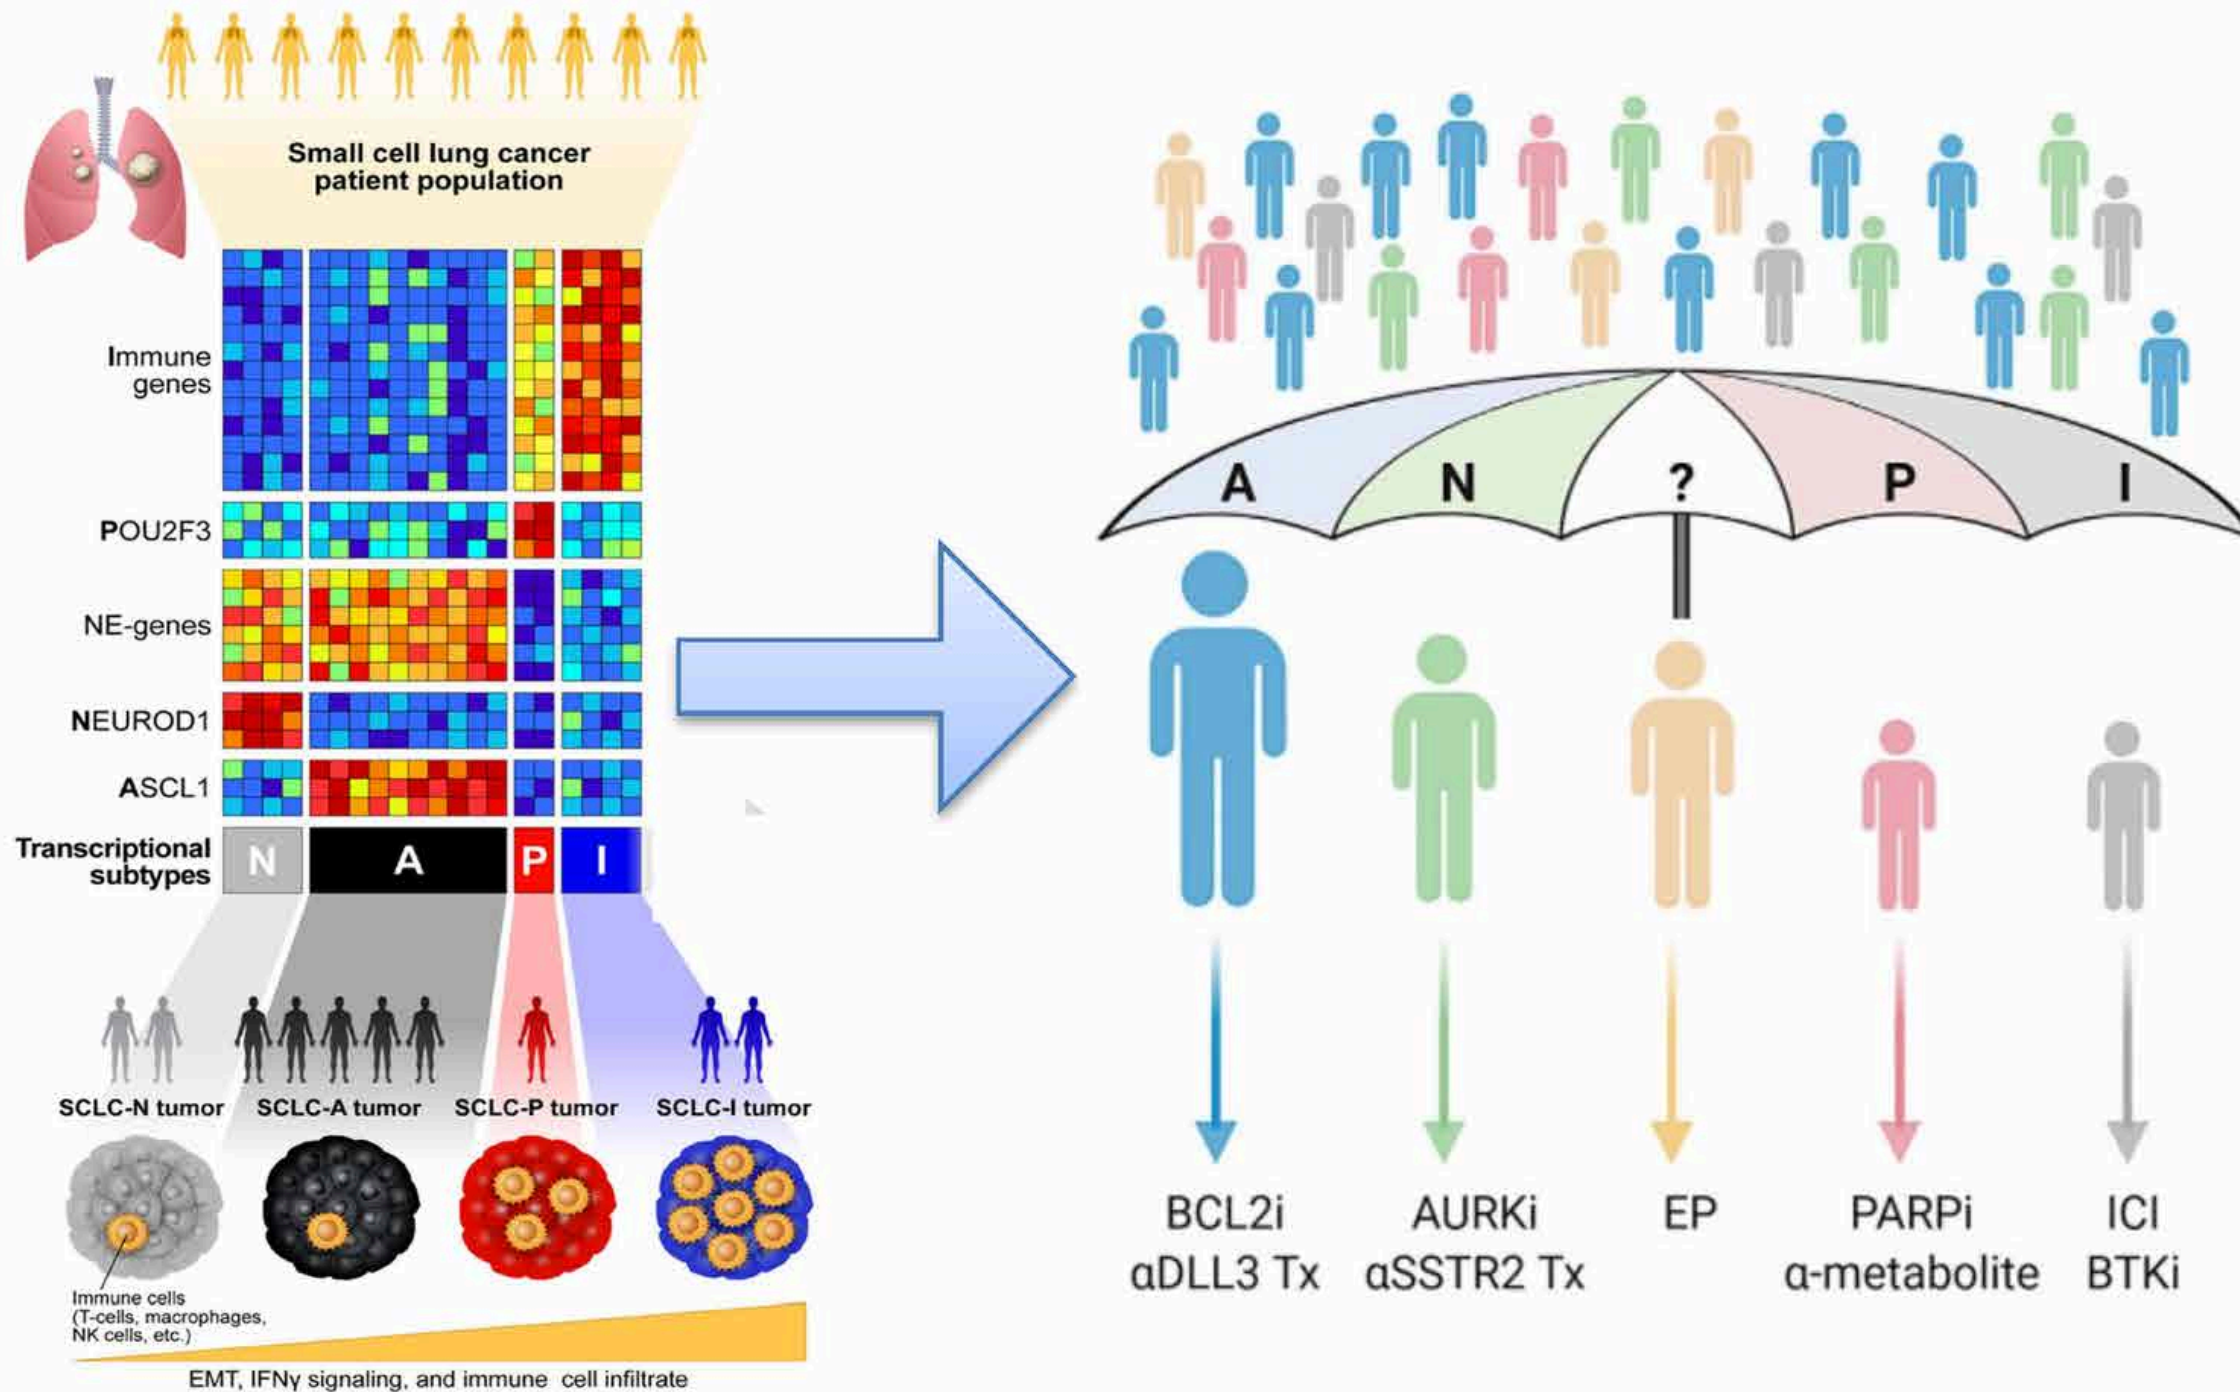 Small cell lung cancer
patient population
Immune
genes
POU2F3
NE-genes
NEUROD1
ASCL1
Transcriptional
subtypes
N A P I
SCLC-N tumor SCLC-A tumor SCLC-P tumor SCLC-I tumor
Immune cells
(T-cells, macrophages,
NK cells, etc.)
EMT, IFNγ signaling, and immune cell infiltrate
A N ? P I
BCL2i AURKi EP PARPi ICI
αDLL3 Tx αSSTR2 Tx α-metabolite BTKi